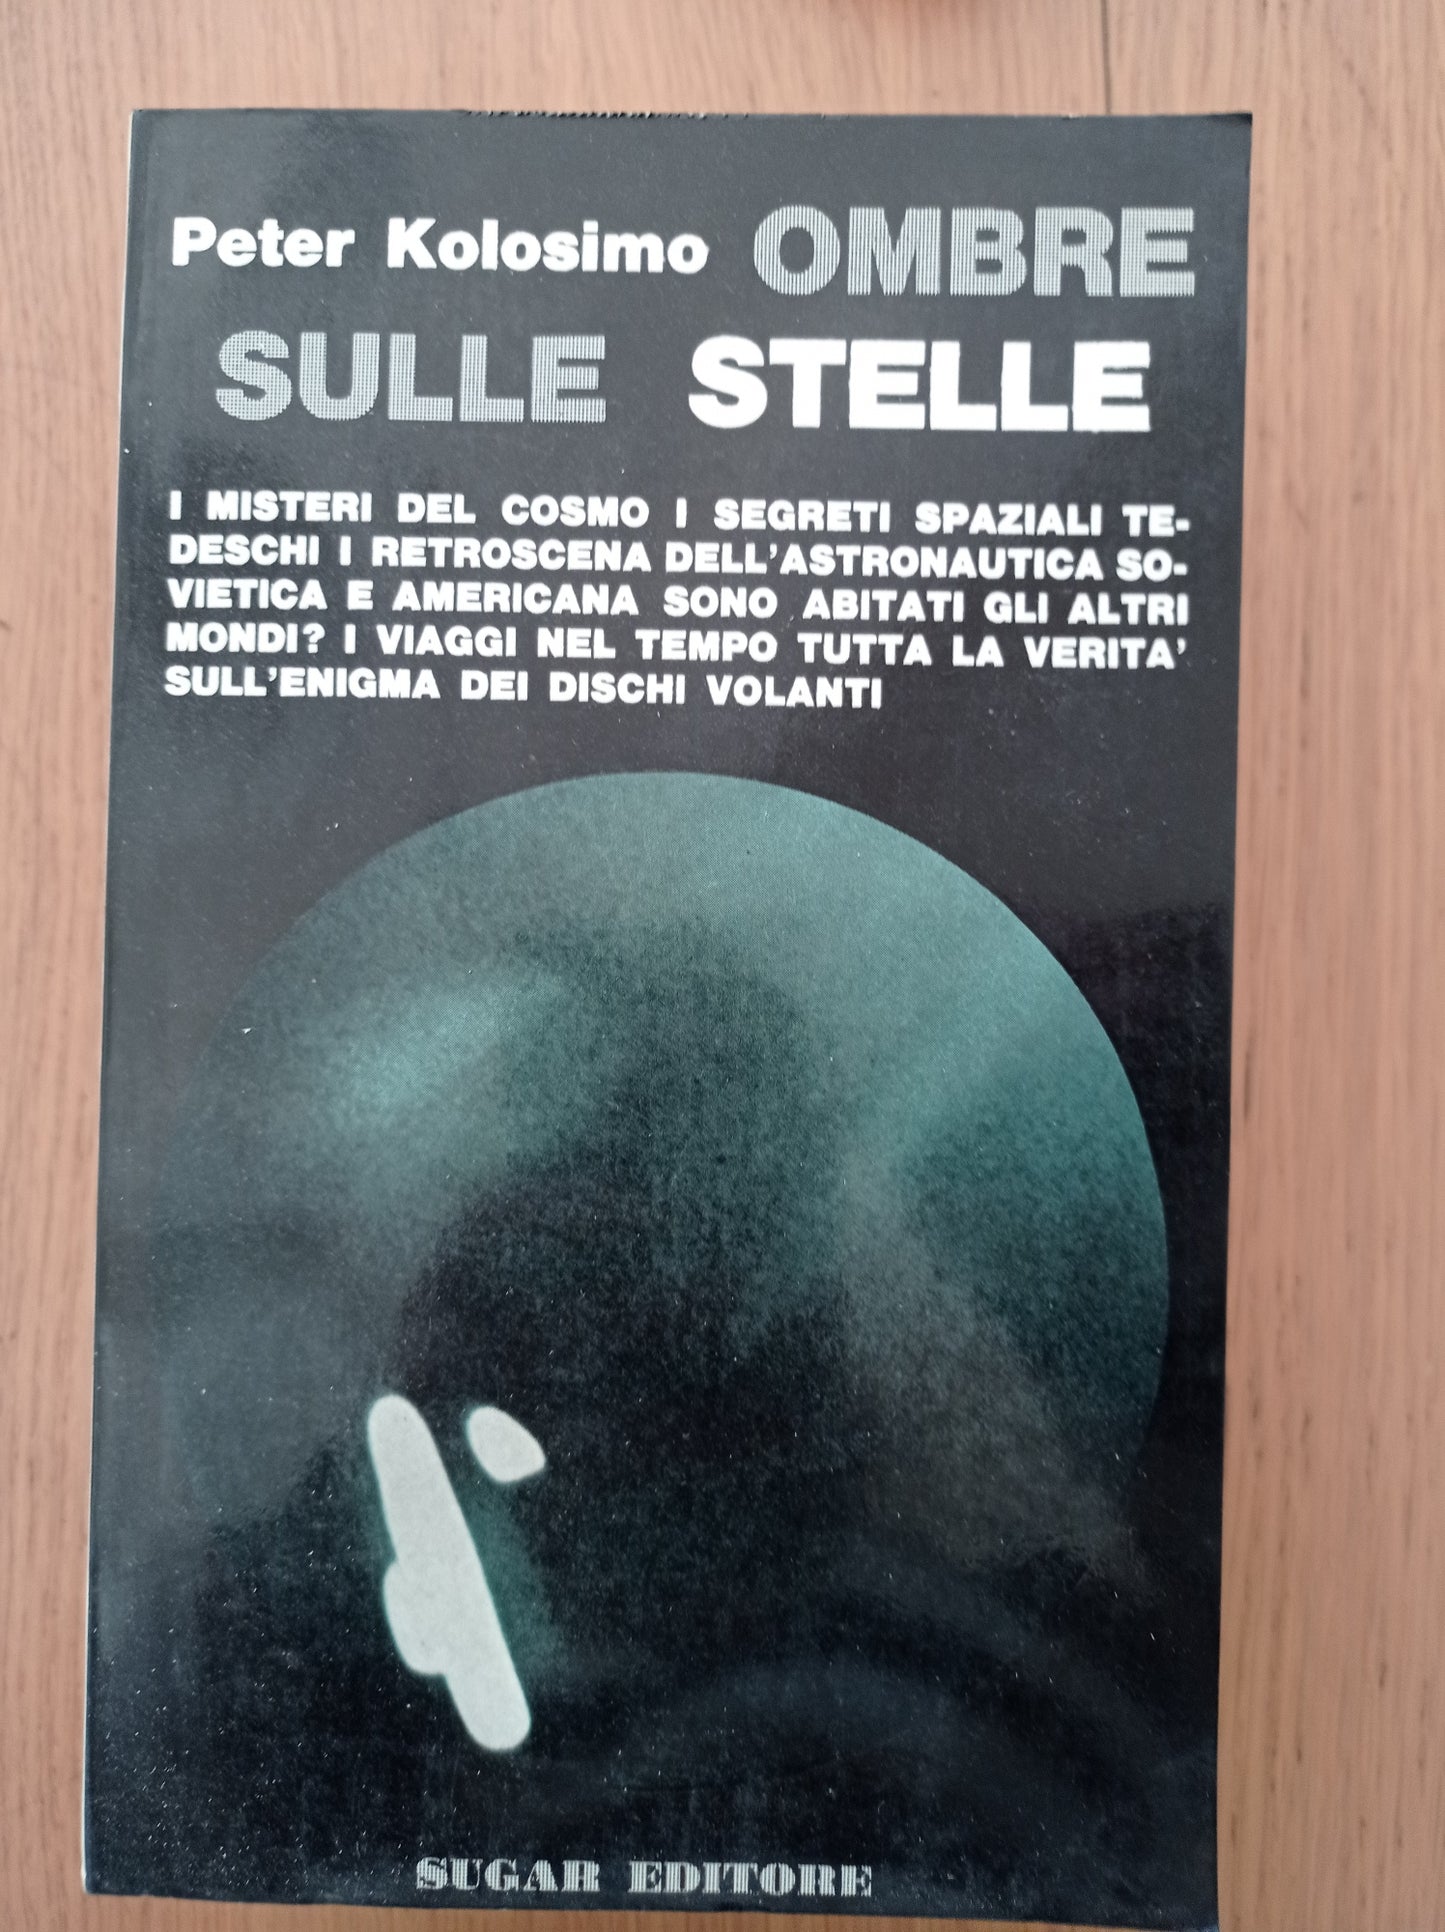 Peter Kolosimo OMBRE
SULLE STELLE
I MISTERI DEL COSMO I SEGRETI SPAZIALI TE-
DESCHI I RETROSCENA DELL'ASTRONAUTICA SO-
VIETICA E AMERICANA SONO ABITATI GLI ALTRI
MONDI? I VIAGGI NEL TEMPO TUTTA LA VERITA'
SULL'ENIGMA DEI DISCHI VOLANTI
SUGAR EDITORE